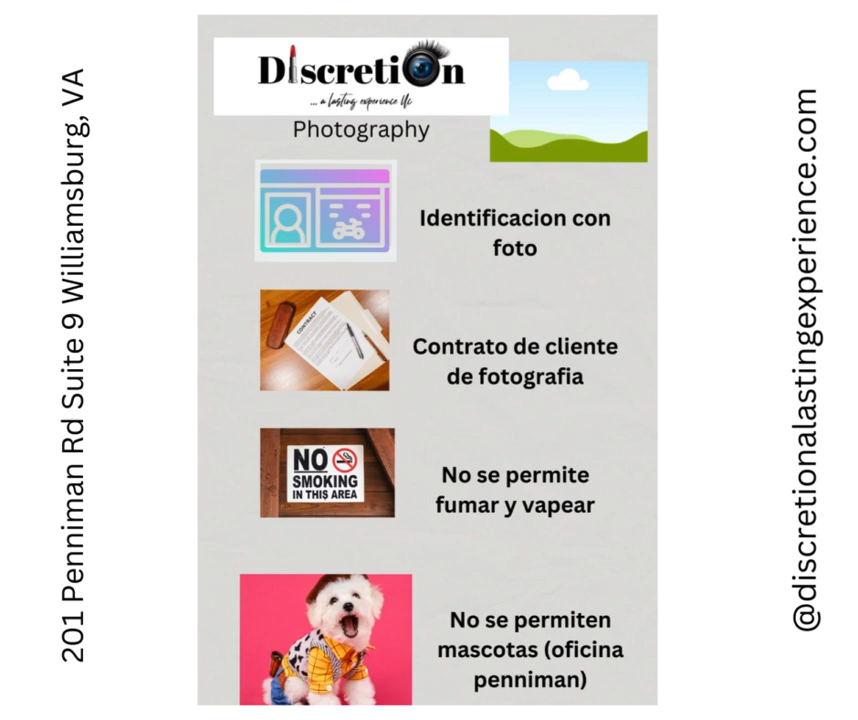 201 Penniman Rd Suite 9 Williamsburg, VA
DIscretiOn
... a lasting experience llc
Photography
Identificacion con
foto
CONTRACT
Contrato de cliente
de fotografia
NO
SMOKING
IN THIS AREA
No se permite
fumar y vapear
No se permiten
mascotas (oficina
penniman)
@discretionalastingexperience.com